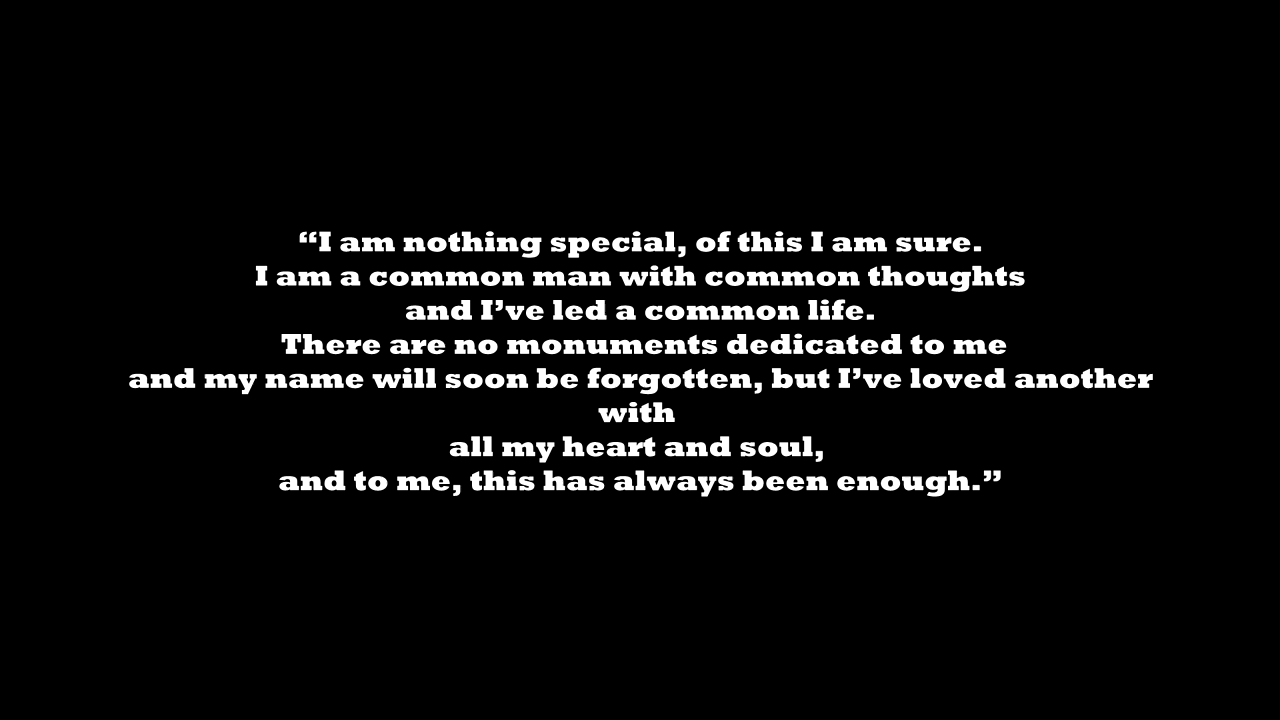 “I am nothing special, of this I am sure.
I am a common man with common thoughts
and I’ve led a common life.
There are no monuments dedicated to me
and my name will soon be forgotten, but I’ve loved another
with
all my heart and soul,
and to me, this has always been enough.”